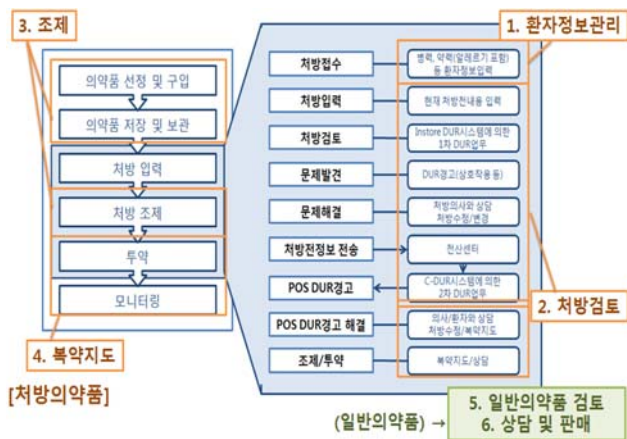 3. 조제
1. 환자정보관리
의약품 선정 및 구입
의약품 저장 및 보관
처방 입력
처방 조제
투약
모니터링
4. 복약지도
[처방의약품]
처방접수
병력, 약력(알레르기 포함)
등 환자정보입력
처방입력
현재 처방전내용 입력
처방검토
Instore DUR시스템에 의한
1차 DUR업무
문제발견
DUR경고(상호작용 등)
문제해결
처방의사와 상담
처방수정/변경
처방전정보 전송
전산센터
POS DUR경고
C-DUR시스템에 의한
2차 DUR업무
2. 처방검토
POS DUR경고 해결
의사/환자와 상담
처방수정/복약지도
조제/투약
복약지도/상담
(일반의약품) →
5. 일반의약품 검토
6. 상담 및 판매